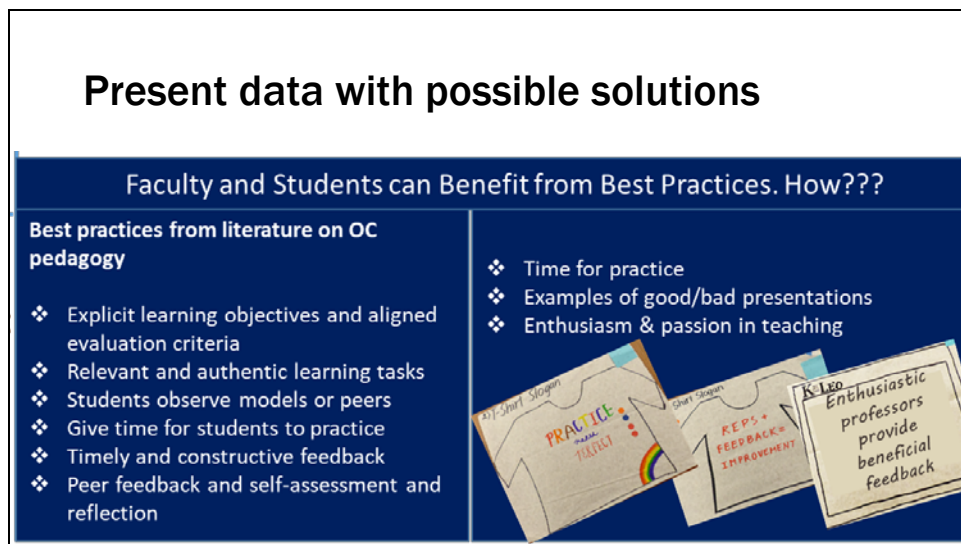 Present data with possible solutions
Faculty and Students can Benefit from Best Practices. How???
Best practices from literature on OC
pedagogy
❖ Explicit learning objectives and aligned
evaluation criteria
❖ Relevant and authentic learning tasks
❖ Students observe models or peers
❖ Give time for students to practice
❖ Timely and constructive feedback
❖ Peer feedback and self-assessment and
reflection
❖ Time for practice
❖ Examples of good/bad presentations
❖ Enthusiasm & passion in teaching
T-Shirt Slogan
PRACTICE
PERFECT
Shirt Slogan
REPS +
FEEDBACK =
IMPROVEMENT
Enthusiastic
professors
provide
beneficial
feedback